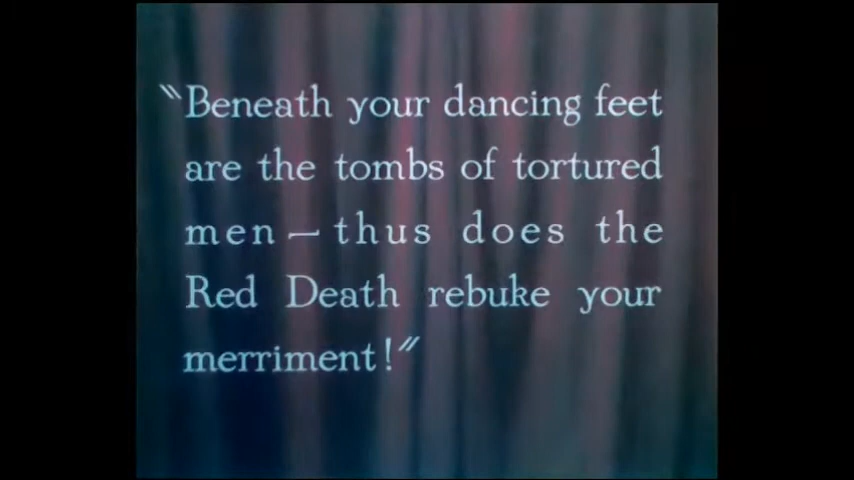 "Beneath your dancing feet
are the tombs of tortured
men — thus does the
Red Death rebuke your
merriment!"